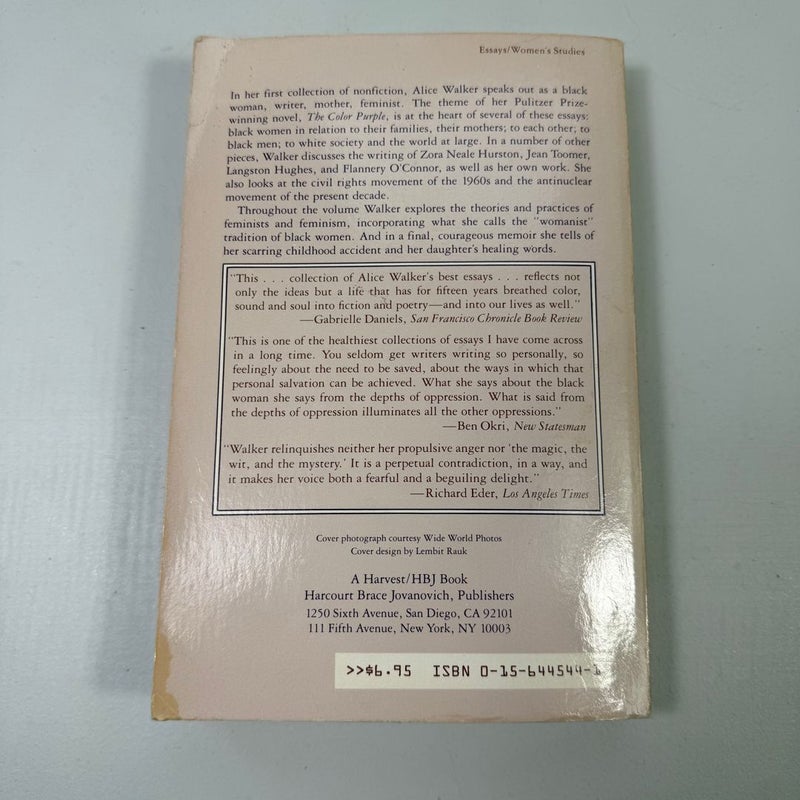 Essays/Women's Studies
In her first collection of nonfiction, Alice Walker speaks out as a black
woman, writer, mother, feminist. The theme of her Pulitzer Prize-
winning novel, The Color Purple, is at the heart of several of these essays:
black women in relation to their families, their mothers; to each other; to
black men; to white society and the world at large. In a number of other
pieces, Walker discusses the writing of Zora Neale Hurston, Jean Toomer,
Langston Hughes, and Flannery O'Connor, as well as her own work. She
also looks at the civil rights movement of the 1960s and the antinuclear
movement of the present decade.
Throughout the volume Walker explores the theories and practices of
feminists and feminism, incorporating what she calls the "womanist"
tradition of black women. And in a final, courageous memoir she tells of
her scarring childhood accident and her daughter's healing words.
"This . . . collection of Alice Walker's best essays . . . reflects not
only the ideas but a life that has for fifteen years breathed color,
sound and soul into fiction and poetry—and into our lives as well."
—Gabrielle Daniels, San Francisco Chronicle Book Review
"This is one of the healthiest collections of essays I have come across
in a long time. You seldom get writers writing so personally, so
feelingly about the need to be saved, about the ways in which that
personal salvation can be achieved. What she says about the black
woman she says from the depths of oppression. What is said from
the depths of oppression illuminates all the other oppressions."
—Ben Okri, New Statesman
"Walker relinquishes neither her propulsive anger nor 'the magic, the
wit, and the mystery.' It is a perpetual contradiction, in a way, and
it makes her voice both a fearful and a beguiling delight."
—Richard Eder, Los Angeles Times
Cover photograph courtesy Wide World Photos
Cover design by Lembit Rauk
A Harvest/HBJ Book
Harcourt Brace Jovanovich, Publishers
1250 Sixth Avenue, San Diego, CA 92101
111 Fifth Avenue, New York, NY 10003
>>$6.95 ISBN 0-15-644544-